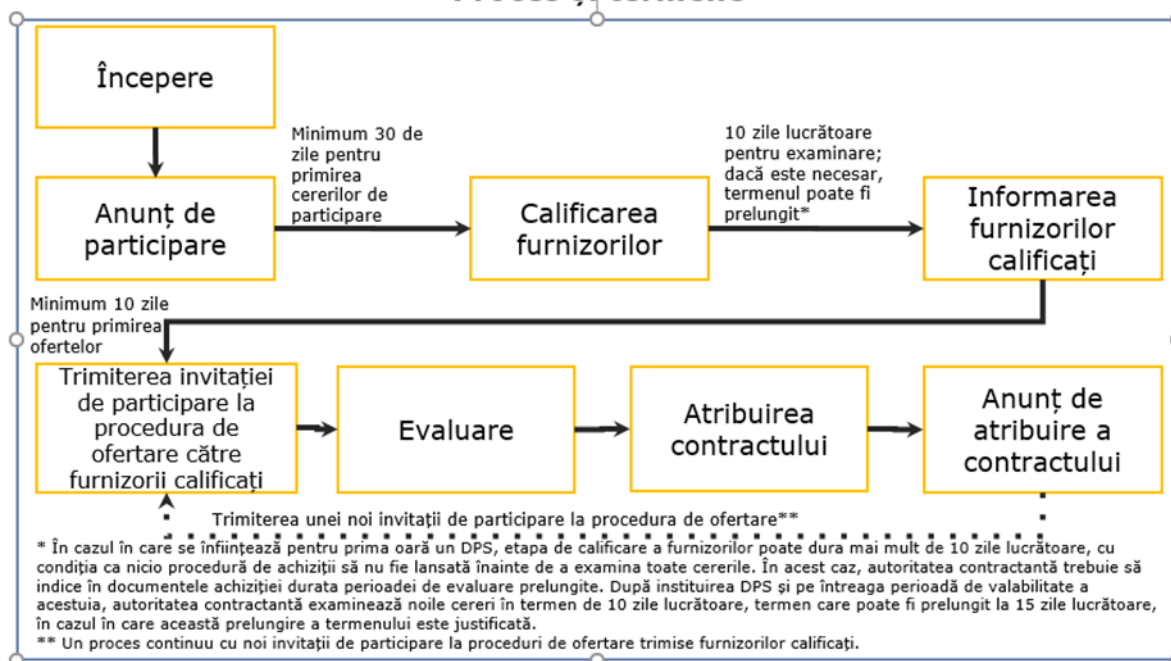 Proces și termene
Începere
Minimum 30 de
zile pentru
primirea
cererilor de
participare
10 zile lucrătoare
pentru examinare;
dacă este necesar,
termenul poate fi
prelungit*
Anunț de
participare
Calificarea
furnizorilor
Informarea
furnizorilor
calificați
Minimum 10 zile
pentru primirea
ofertelor
Trimiterea invitației
de participare la
procedura de
ofertare către
furnizorii calificați
Evaluare
Atribuirea
contractului
Anunț de
atribuire a
contractului
Trimiterea unei noi invitații de participare la procedura de ofertare**
* În cazul în care se înființează pentru prima oară un DPS, etapa de calificare a furnizorilor poate dura mai mult de 10 zile lucrătoare, cu
condiția ca nicio procedură de achiziții să nu fie lansată înainte de a examina toate cererile. În acest caz, autoritatea contractantă trebuie să
indice în documentele achiziției durata perioadei de evaluare prelungite. După instituirea DPS și pe întreaga perioadă de valabilitate a
acestuia, autoritatea contractantă examinează noile cereri în termen de 10 zile lucrătoare, termen care poate fi prelungit la 15 zile lucrătoare,
în cazul în care această prelungire a termenului este justificată.
** Un proces continuu cu noi invitații de participare la proceduri de ofertare trimise furnizorilor calificați.